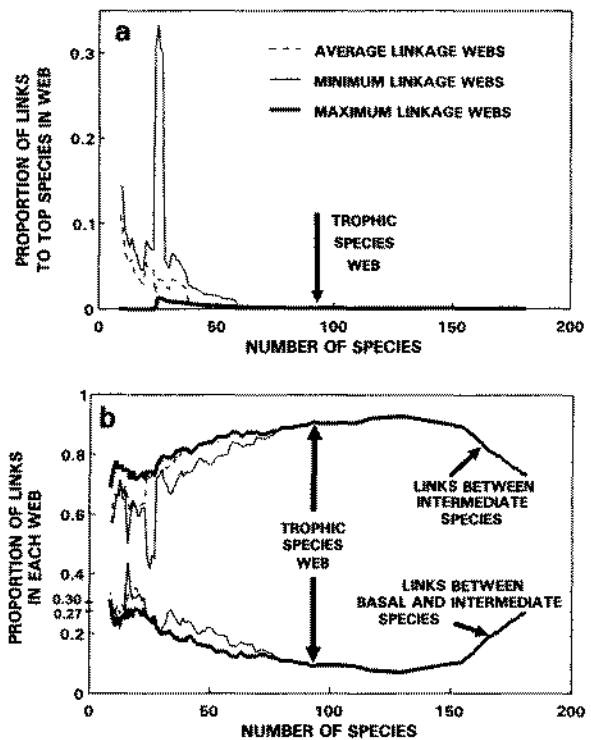 a
PROPORTION OF LINKS
TO TOP SPECIES IN WEB
0.3
0.2
0.1
0
AVERAGE LINKAGE WEBS
MINIMUM LINKAGE WEBS
MAXIMUM LINKAGE WEBS
TROPHIC
SPECIES
WEB
0 50 100 150 200
NUMBER OF SPECIES
b
PROPORTION OF LINKS
IN EACH WEB
1
0.8
0.6
0.4
0.30
0.27
0.2
0
LINKS BETWEEN
INTERMEDIATE
SPECIES
TROPHIC
SPECIES
WEB
LINKS BETWEEN
BASAL AND INTERMEDIATE
SPECIES
0 50 100 150 200
NUMBER OF SPECIES